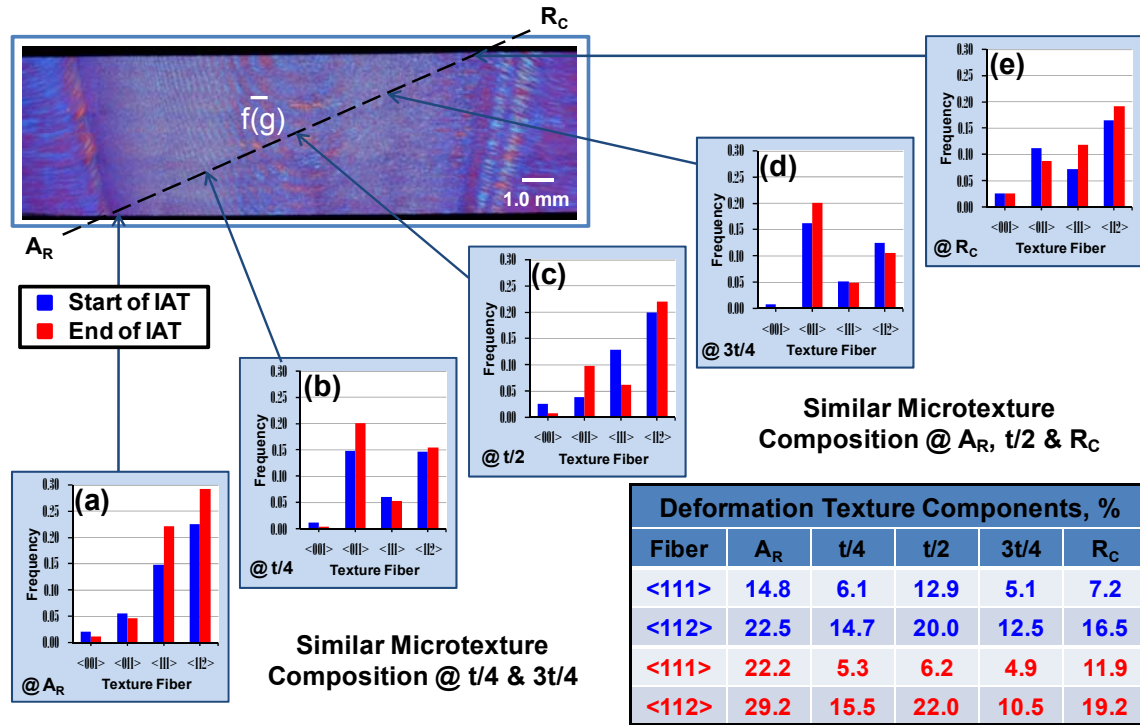 R_C
f(g)
1.0 mm
A_R
Start of IAT
End of IAT
(a)
Frequency
0.30
0.25
0.20
0.15
0.10
0.05
0.00
<001> <011> <111> <112>
Texture Fiber
@ A_R
(b)
Frequency
0.30
0.25
0.20
0.15
0.10
0.05
0.00
<001> <011> <111> <112>
@ t/4 Texture Fiber
(c)
Frequency
0.30
0.25
0.20
0.15
0.10
0.05
0.00
<001> <011> <111> <112>
@ t/2 Texture Fiber
(d)
Frequency
0.30
0.25
0.20
0.15
0.10
0.05
0.00
<001> <011> <111> <112>
@ 3t/4 Texture Fiber
(e)
Frequency
0.30
0.25
0.20
0.15
0.10
0.05
0.00
<001> <011> <111> <112>
@ R_C Texture Fiber
Similar Microtexture
Composition @ A_R, t/2 & R_C
Similar Microtexture
Composition @ t/4 & 3t/4
Deformation Texture Components, %
Fiber A_R t/4 t/2 3t/4 R_C
<111> 14.8 6.1 12.9 5.1 7.2
<112> 22.5 14.7 20.0 12.5 16.5
<111> 22.2 5.3 6.2 4.9 11.9
<112> 29.2 15.5 22.0 10.5 19.2